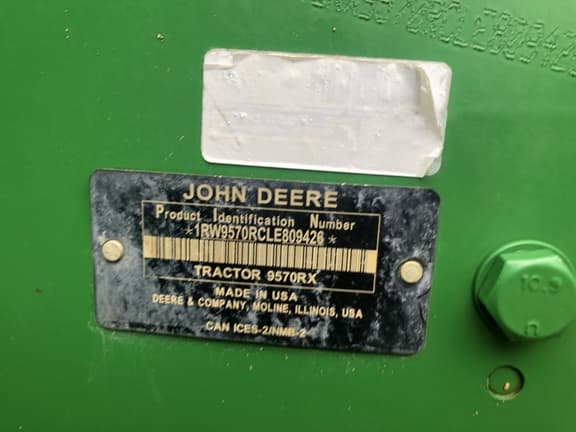 JOHN DEERE
Product Identification Number
*1RW9570RCLE809426*
TRACTOR 9570RX
MADE IN USA
DEERE & COMPANY, MOLINE, ILLINOIS, USA
CAN ICES-2/NMB-2
10.9
n